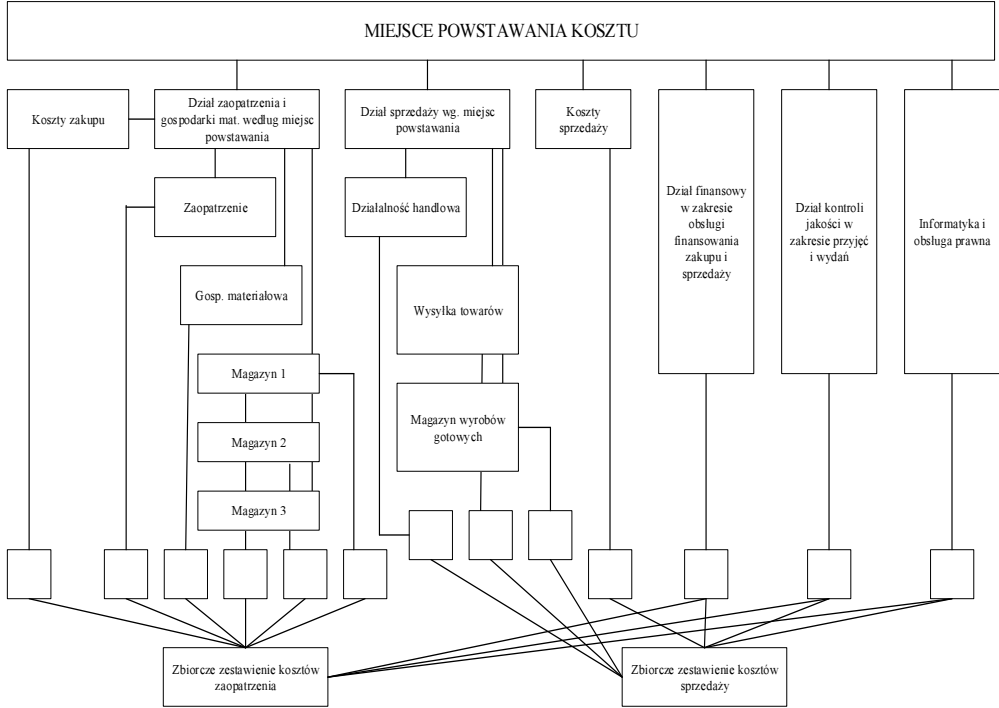 MIEJSCE POWSTAWANIA KOSZTU
Koszty zakupu
Dział zaopatrzenia i
gospodarki mat. według miejsc
powstawania
Dział sprzedaży wg. miejsc
powstawania
Koszty
sprzedaży
Dział finansowy
w zakresie
obsługi
finansowania
zakupu i
sprzedaży
Dział kontroli
jakości w
zakresie przyjęć
i wydań
Informatyka i
obsługa prawna
Zaopatrzenie
Działalność handlowa
Gosp. materiałowa
Wysyłka towarów
Magazyn 1
Magazyn 2
Magazyn 3
Magazyn wyrobów
gotowych
Zbiorcze zestawienie kosztów
zaopatrzenia
Zbiorcze zestawienie kosztów
sprzedaży